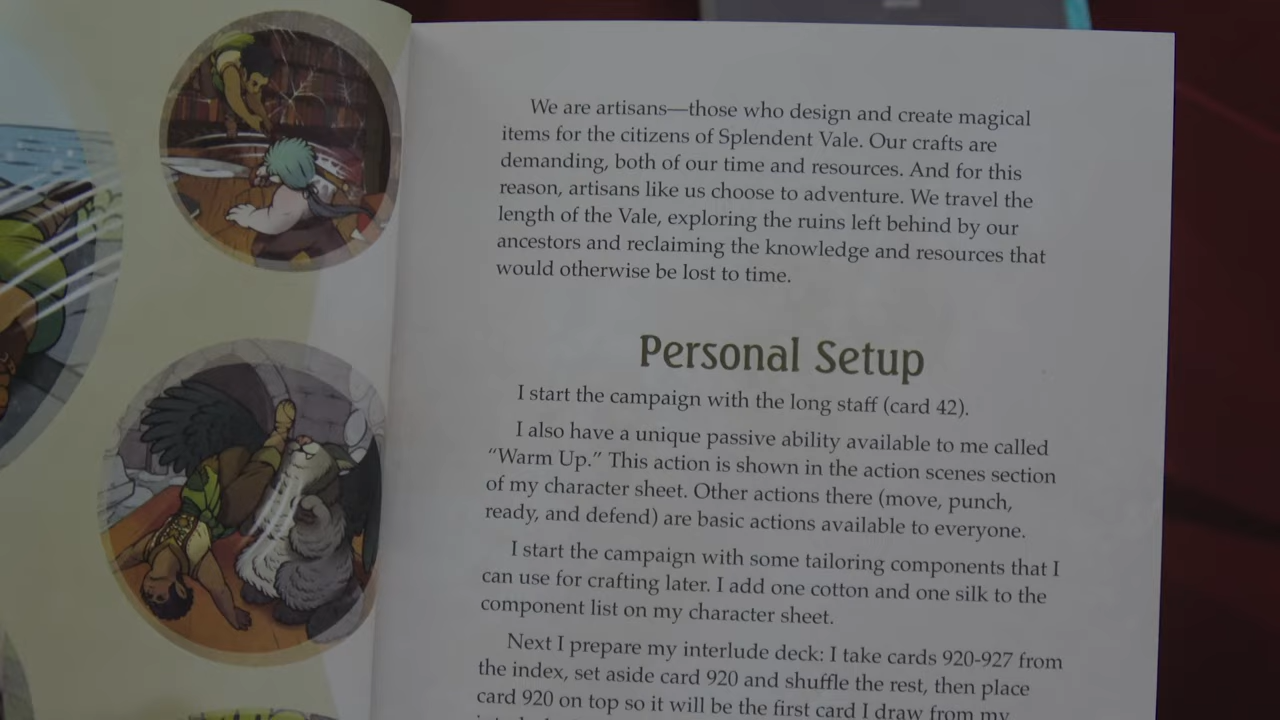 We are artisans—those who design and create magical
items for the citizens of Splendent Vale. Our crafts are
demanding, both of our time and resources. And for this
reason, artisans like us choose to adventure. We travel the
length of the Vale, exploring the ruins left behind by our
ancestors and reclaiming the knowledge and resources that
would otherwise be lost to time.
Personal Setup
I start the campaign with the long staff (card 42).
I also have a unique passive ability available to me called
“Warm Up.” This action is shown in the action scenes section
of my character sheet. Other actions there (move, punch,
ready, and defend) are basic actions available to everyone.
I start the campaign with some tailoring components that I
can use for crafting later. I add one cotton and one silk to the
component list on my character sheet.
Next I prepare my interlude deck: I take cards 920-927 from
the index, set aside card 920 and shuffle the rest, then place
card 920 on top so it will be the first card I draw from my